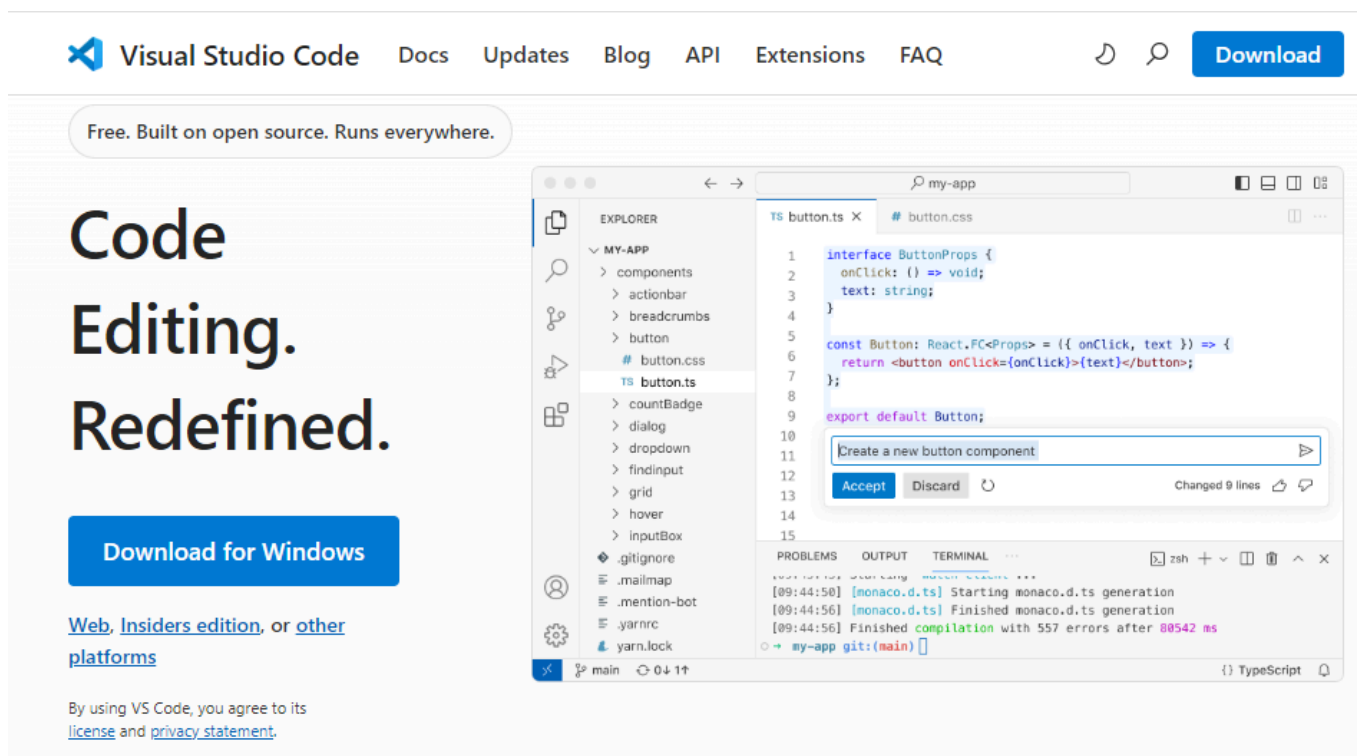 Visual Studio Code Docs Updates Blog API Extensions FAQ Download
Free. Built on open source. Runs everywhere.
Code
Editing.
Redefined.
Download for Windows
Web, Insiders edition, or other
platforms
By using VS Code, you agree to its
license and privacy statement.
my-app
EXPLORER
MY-APP
components
actionbar
breadcrumbs
button
# button.css
TS button.ts
countBadge
dialog
dropdown
findinput
grid
hover
inputBox
.gitignore
.mailmap
.mention-bot
.yarnrc
yarn.lock
TS button.ts # button.css
1 interface ButtonProps {
2 onClick: () => void;
3 text: string;
4 }
5
6 const Button: React.FC<Props> = ({ onClick, text }) => {
7 return <button onClick={onClick}>{text}</button>;
8 };
9 export default Button;
10
11
12
13
14
15
Create a new button component
Accept Discard Changed 9 lines
PROBLEMS OUTPUT TERMINAL ... zsh
[09:44:50] [monaco.d.ts] Starting monaco.d.ts generation
[09:44:56] [monaco.d.ts] Finished monaco.d.ts generation
[09:44:56] Finished compilation with 557 errors after 80542 ms
my-app git:(main)
main 0↓ 1↑ {} TypeScript